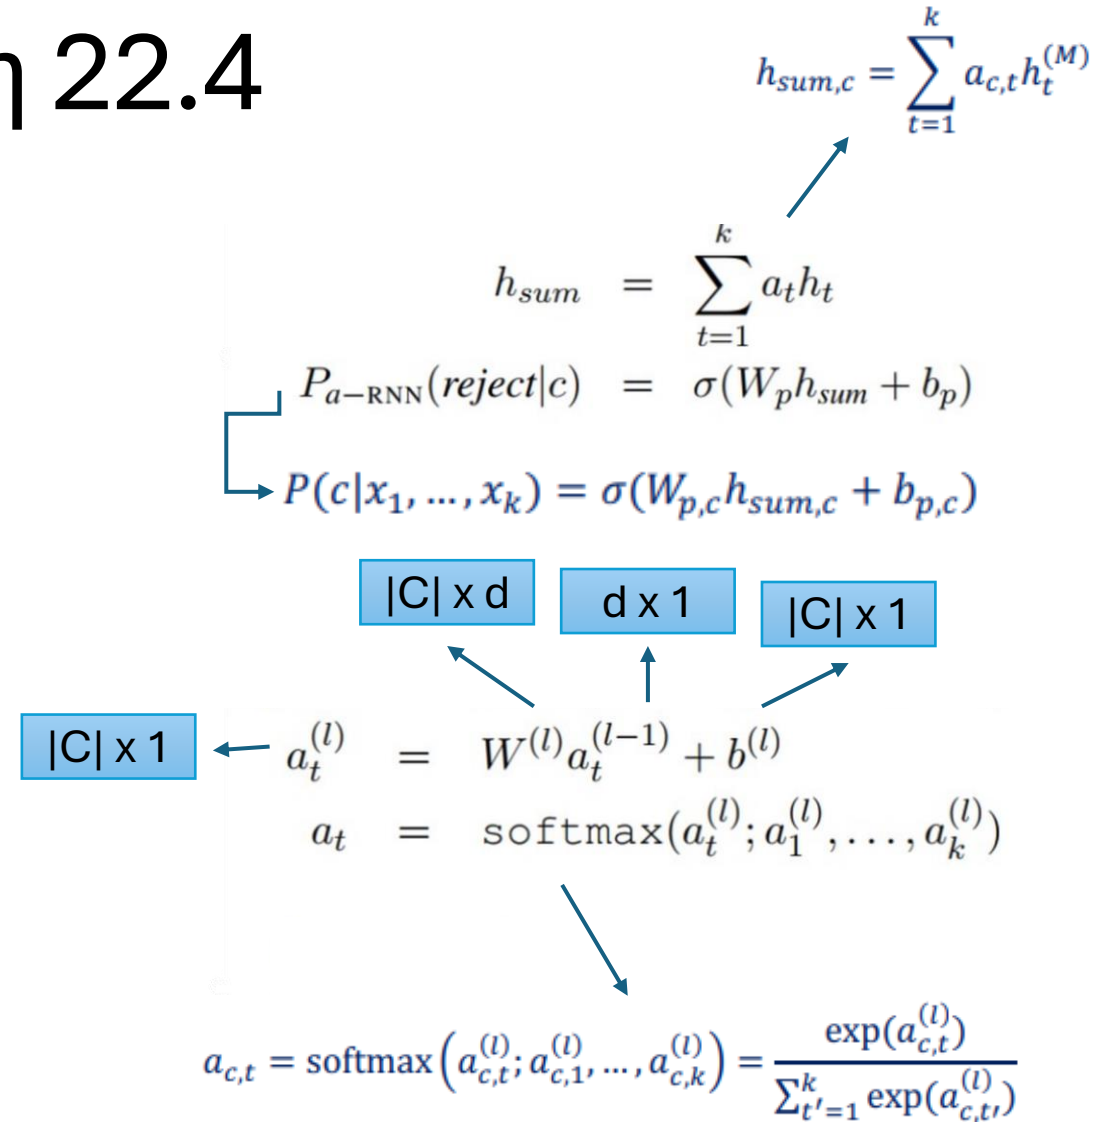 η 22.4
h_{sum,c} = \sum_{t=1}^{k} a_{c,t} h_t^{(M)}
h_{sum} = \sum_{t=1}^{k} a_t h_t
P_{a-RNN}(reject|c) = σ(W_p h_{sum} + b_p)
P(c|x_1, ..., x_k) = σ(W_{p,c} h_{sum,c} + b_{p,c})
|C| x d
d x 1
|C| x 1
|C| x 1
a_t^{(l)} = W^{(l)} a_t^{(l-1)} + b^{(l)}
a_t = softmax(a_t^{(l)}; a_1^{(l)}, ..., a_k^{(l)})
a_{c,t} = softmax(a_{c,t}^{(l)}; a_{c,1}^{(l)}, ..., a_{c,k}^{(l)}) = \frac{exp(a_{c,t}^{(l)})}{\sum_{t'=1}^{k} exp(a_{c,t'}^{(l)})}